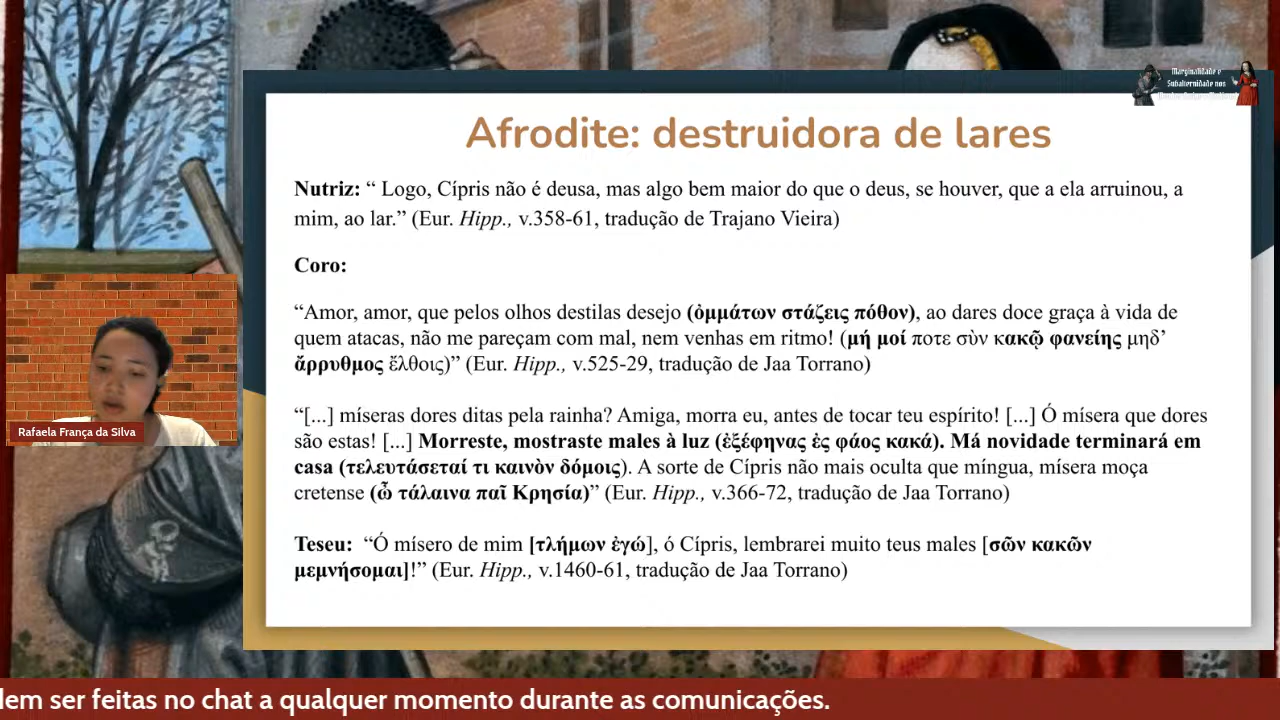 Marginalidade e
Subalternidade nos
Afrodite: destruidora de lares
Nutriz: “ Logo, Cípris não é deusa, mas algo bem maior do que o deus, se houver, que a ela arruinou, a
mim, ao lar.” (Eur. Hipp., v.358-61, tradução de Trajano Vieira)
Coro:
“Amor, amor, que pelos olhos destilas desejo (ὀμμάτων στάζεις πόθον), ao dares doce graça à vida de
quem atacas, não me pareçam com mal, nem venhas em ritmo! (μή μοί ποτε σὺν κακῷ φανείης μηδ’
ἄρρυθμος ἔλθοις)” (Eur. Hipp., v.525-29, tradução de Jaa Torrano)
“[...] míseras dores ditas pela rainha? Amiga, morra eu, antes de tocar teu espírito! [...] Ó mísera que dores
são estas! [...] Morreste, mostraste males à luz (ἐξέφηνας ἐς φάος κακά). Má novidade terminará em
casa (τελευτάσεταί τι καινὸν δόμοις). A sorte de Cípris não mais oculta que míngua, mísera moça
cretense (ὦ τάλαινα παῖ Κρησία)” (Eur. Hipp., v.366-72, tradução de Jaa Torrano)
Teseu: “Ó mísero de mim [τλήμων ἐγώ], ó Cípris, lembrarei muito teus males [σῶν κακῶν
μεμνήσομαι]!” (Eur. Hipp., v.1460-61, tradução de Jaa Torrano)
Rafaela França da Silva
dem ser feitas no chat a qualquer momento durante as comunicações.